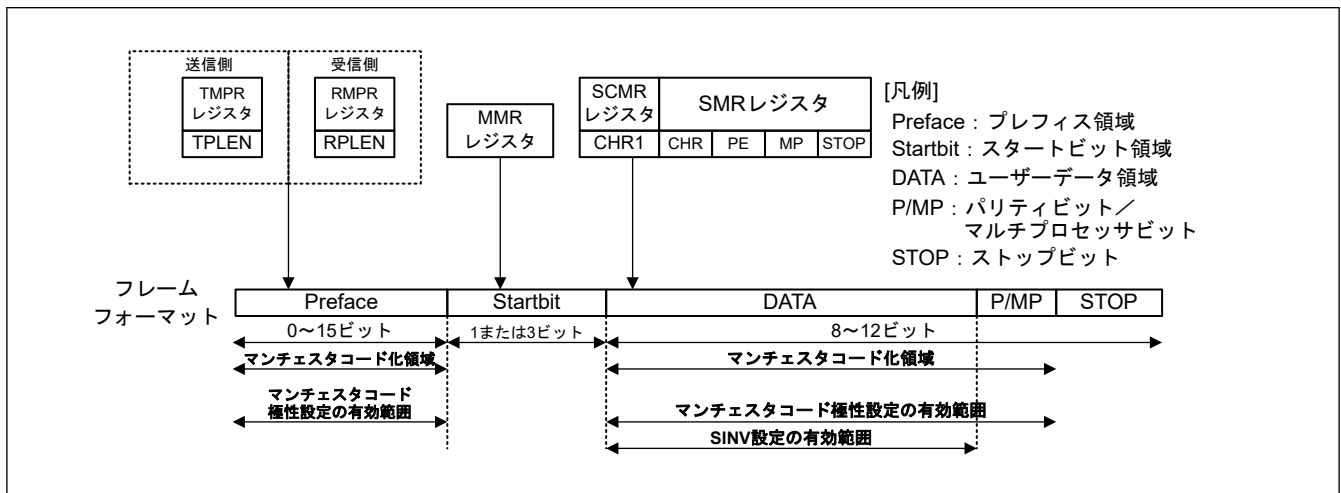 送信側
受信側
TMPR
レジスタ
TPLEN
RMPR
レジスタ
RPLEN
MMR
レジスタ
SCMR
レジスタ
CHR1
SMRレジスタ
CHR
PE
MP
STOP
[凡例]
Preface：プレフィス領域
Startbit：スタートビット領域
DATA：ユーザーデータ領域
P/MP：パリティビット／
マルチプロセッサビット
STOP：ストップビット
フレーム
フォーマット
Preface
Startbit
DATA
P/MP
STOP
0～15ビット
1または3ビット
8～12ビット
マンチェスタコード化領域
マンチェスタコード化領域
マンチェスタコード
極性設定の有効範囲
マンチェスタコード極性設定の有効範囲
SINV設定の有効範囲